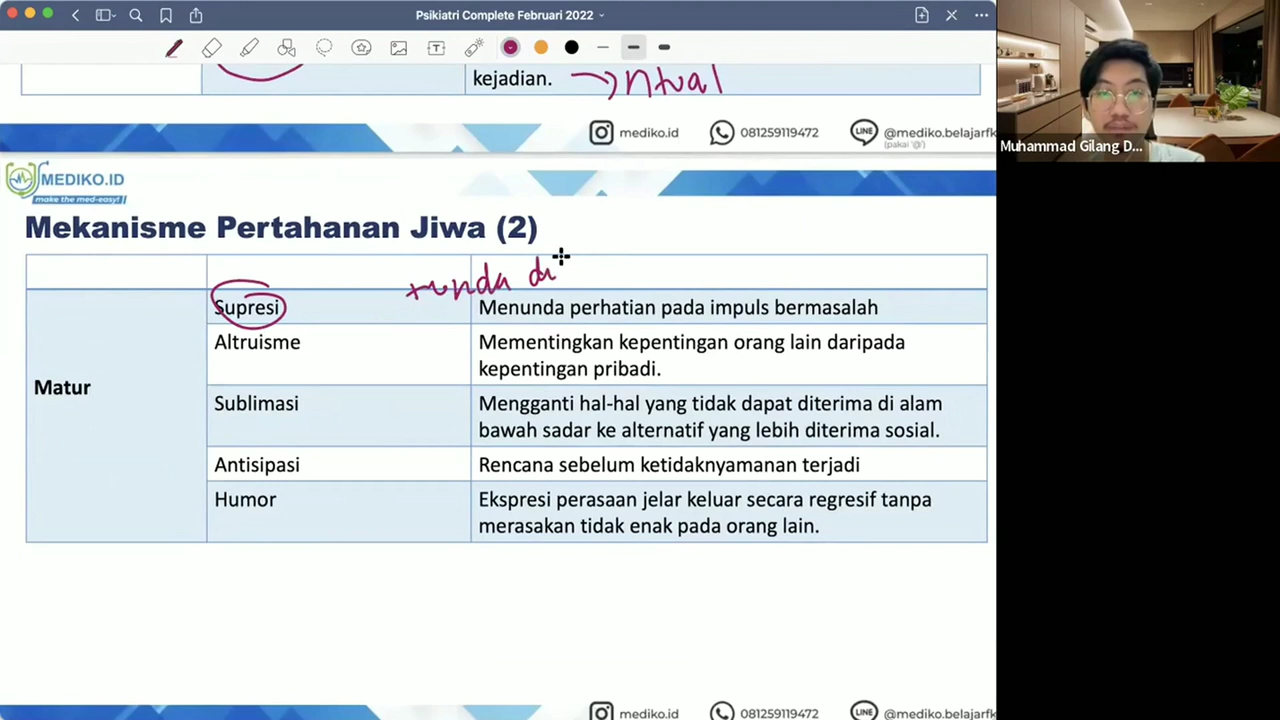 Psikiatri Complete Februari 2022
kejadian. → ritual
mediko.id 081259119472 @mediko.belajarfk
(pakai '@')
MEDIKO.ID
make the med-easy!
Muhammad Gilang D...
Mekanisme Pertahanan Jiwa (2)
tunda du
Supresi Menunda perhatian pada impuls bermasalah
Altruisme Mementingkan kepentingan orang lain daripada
kepentingan pribadi.
Matur
Sublimasi Mengganti hal-hal yang tidak dapat diterima di alam
bawah sadar ke alternatif yang lebih diterima sosial.
Antisipasi Rencana sebelum ketidaknyamanan terjadi
Humor Ekspresi perasaan jelar keluar secara regresif tanpa
merasakan tidak enak pada orang lain.
mediko.id 081259119472 @mediko.belajarfk